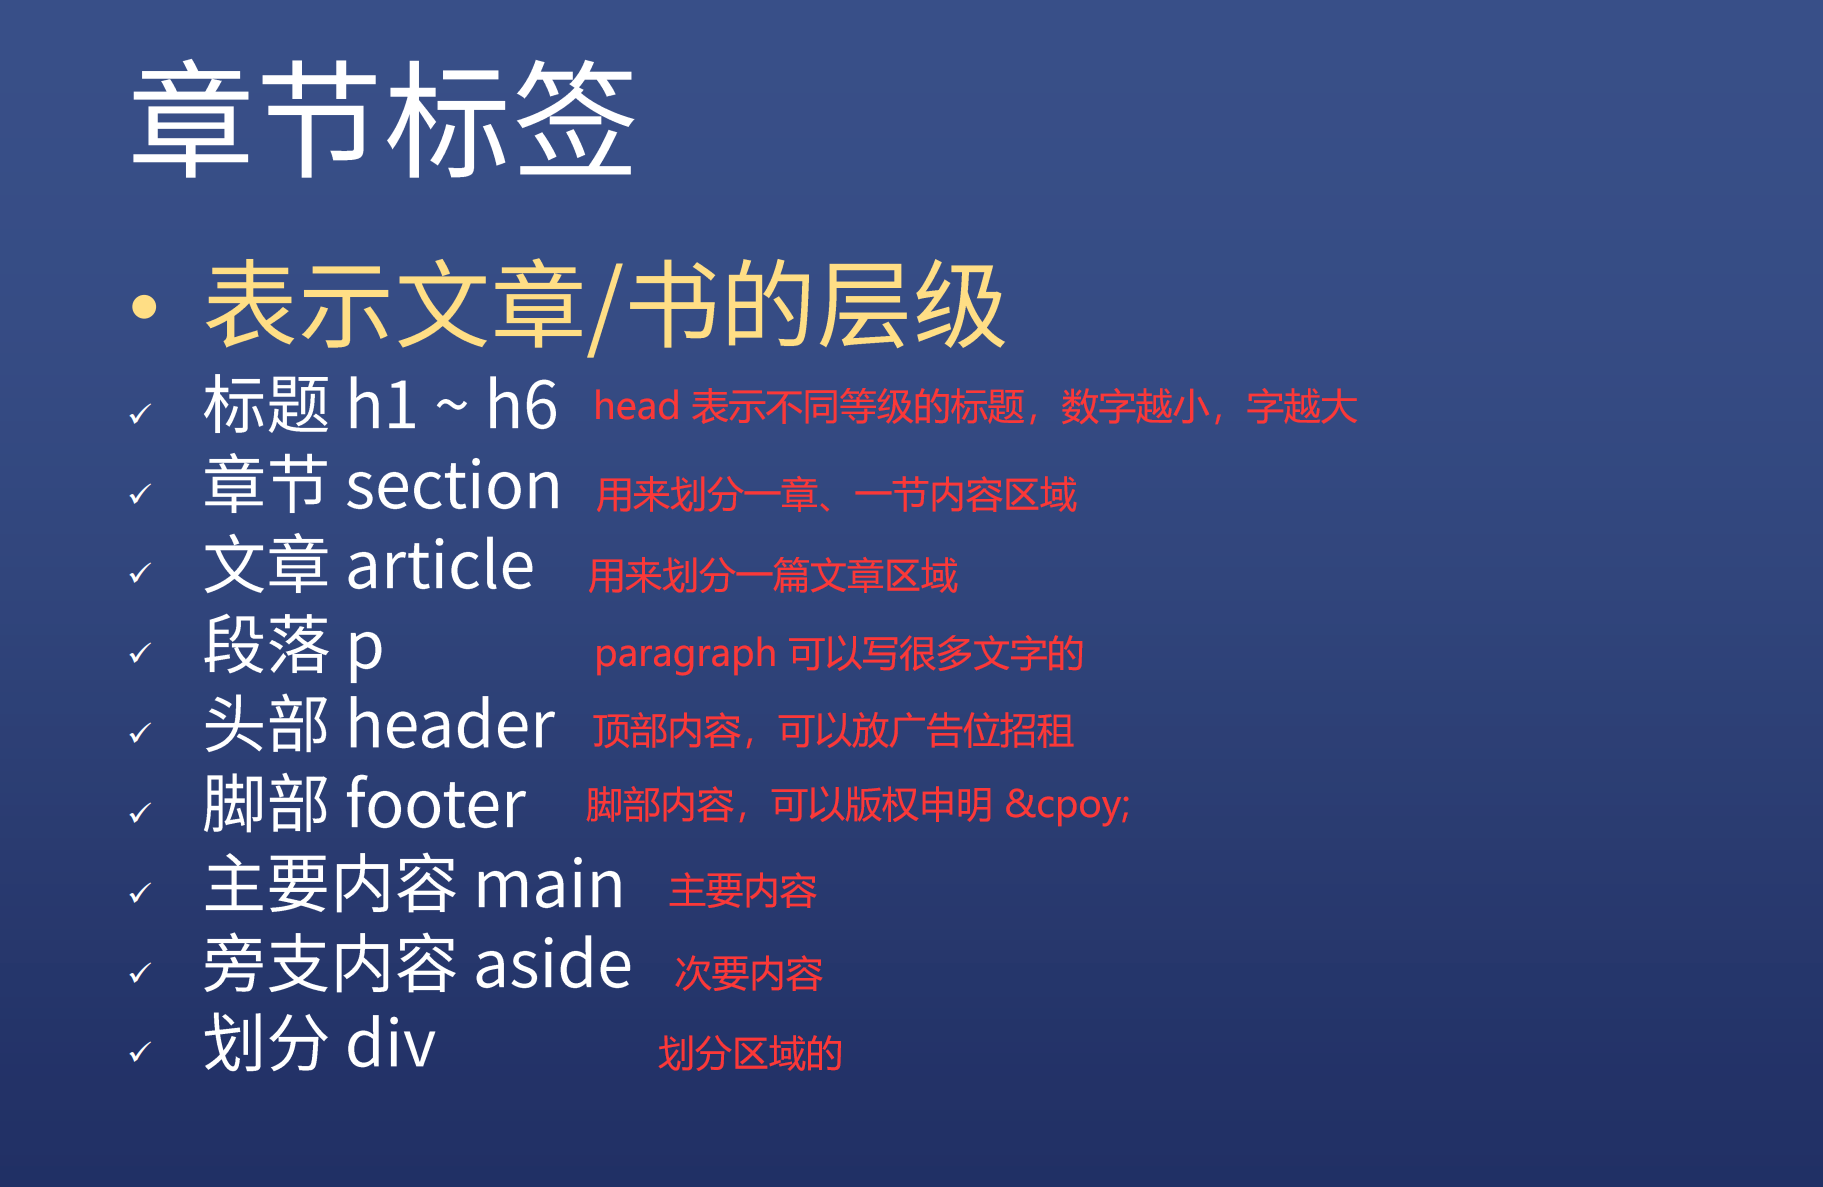 章节标签
• 表示文章/书的层级
✓ 标题 h1 ~ h6 head 表示不同等级的标题，数字越小，字越大
✓ 章节 section 用来划分一章、一节内容区域
✓ 文章 article 用来划分一篇文章区域
✓ 段落 p paragraph 可以写很多文字的
✓ 头部 header 顶部内容，可以放广告位招租
✓ 脚部 footer 脚部内容，可以版权申明 &cpoy;
✓ 主要内容 main 主要内容
✓ 旁支内容 aside 次要内容
✓ 划分 div 划分区域的